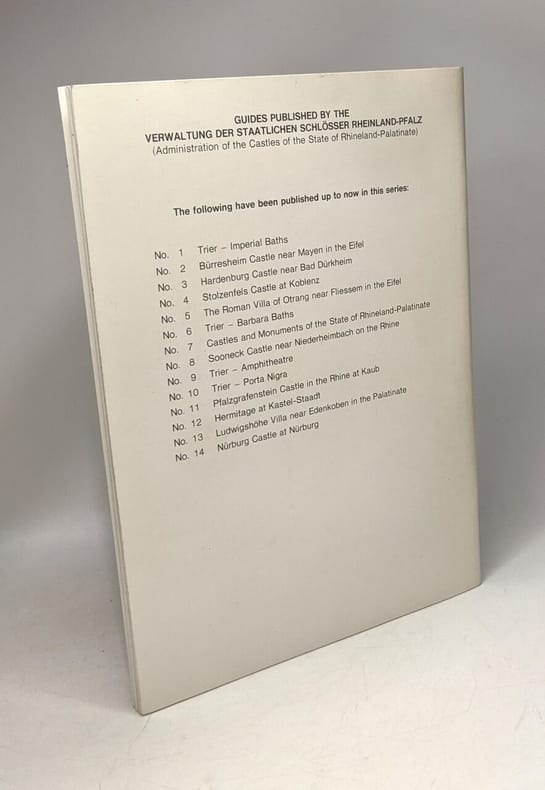 GUIDES PUBLISHED BY THE
VERWALTUNG DER STAATLICHEN SCHLÖSSER RHEINLAND-PFALZ
(Administration of the Castles of the State of Rhineland-Palatinate)
The following have been published up to now in this series:
No. 1 Trier – Imperial Baths
No. 2 Bürresheim Castle near Mayen in the Eifel
No. 3 Hardenburg Castle near Bad Dürkheim
No. 4 Stolzenfels Castle at Koblenz
No. 5 The Roman Villa of Otrang near Fliessem in the Eifel
No. 6 Trier – Barbara Baths
No. 7 Castles and Monuments of the State of Rhineland-Palatinate
No. 8 Sooneck Castle near Niederheimbach on the Rhine
No. 9 Trier – Amphitheatre
No. 10 Trier – Porta Nigra
No. 11 Pfalzgrafenstein Castle in the Rhine at Kaub
No. 12 Hermitage at Kastel-Staadt
No. 13 Ludwigshöhe Villa near Edenkoben in the Palatinate
No. 14 Nürburg Castle at Nürburg